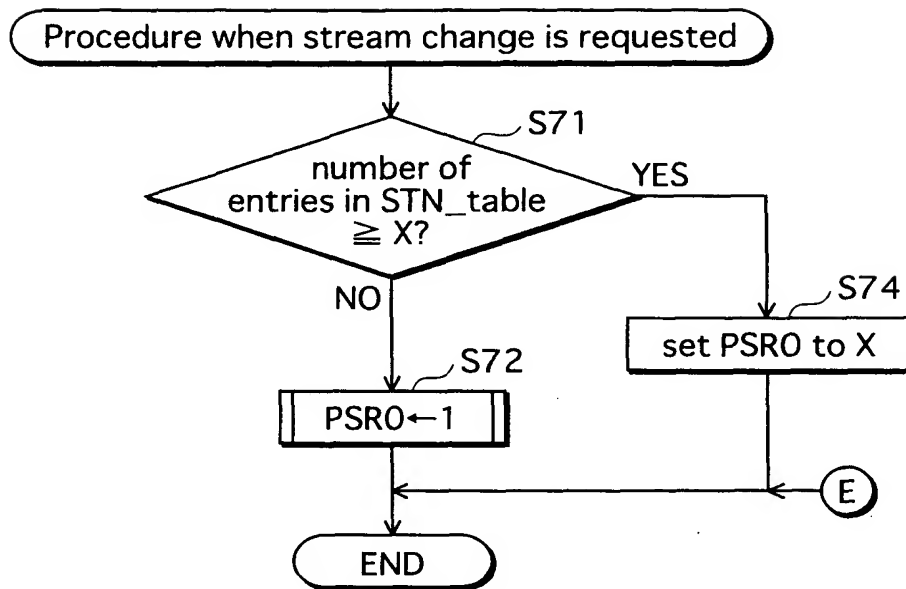 Procedure when stream change is requested
S71
number of
entries in STN_table
≧ X?
YES
NO
S74
set PSR0 to X
S72
PSR0←1
E
END